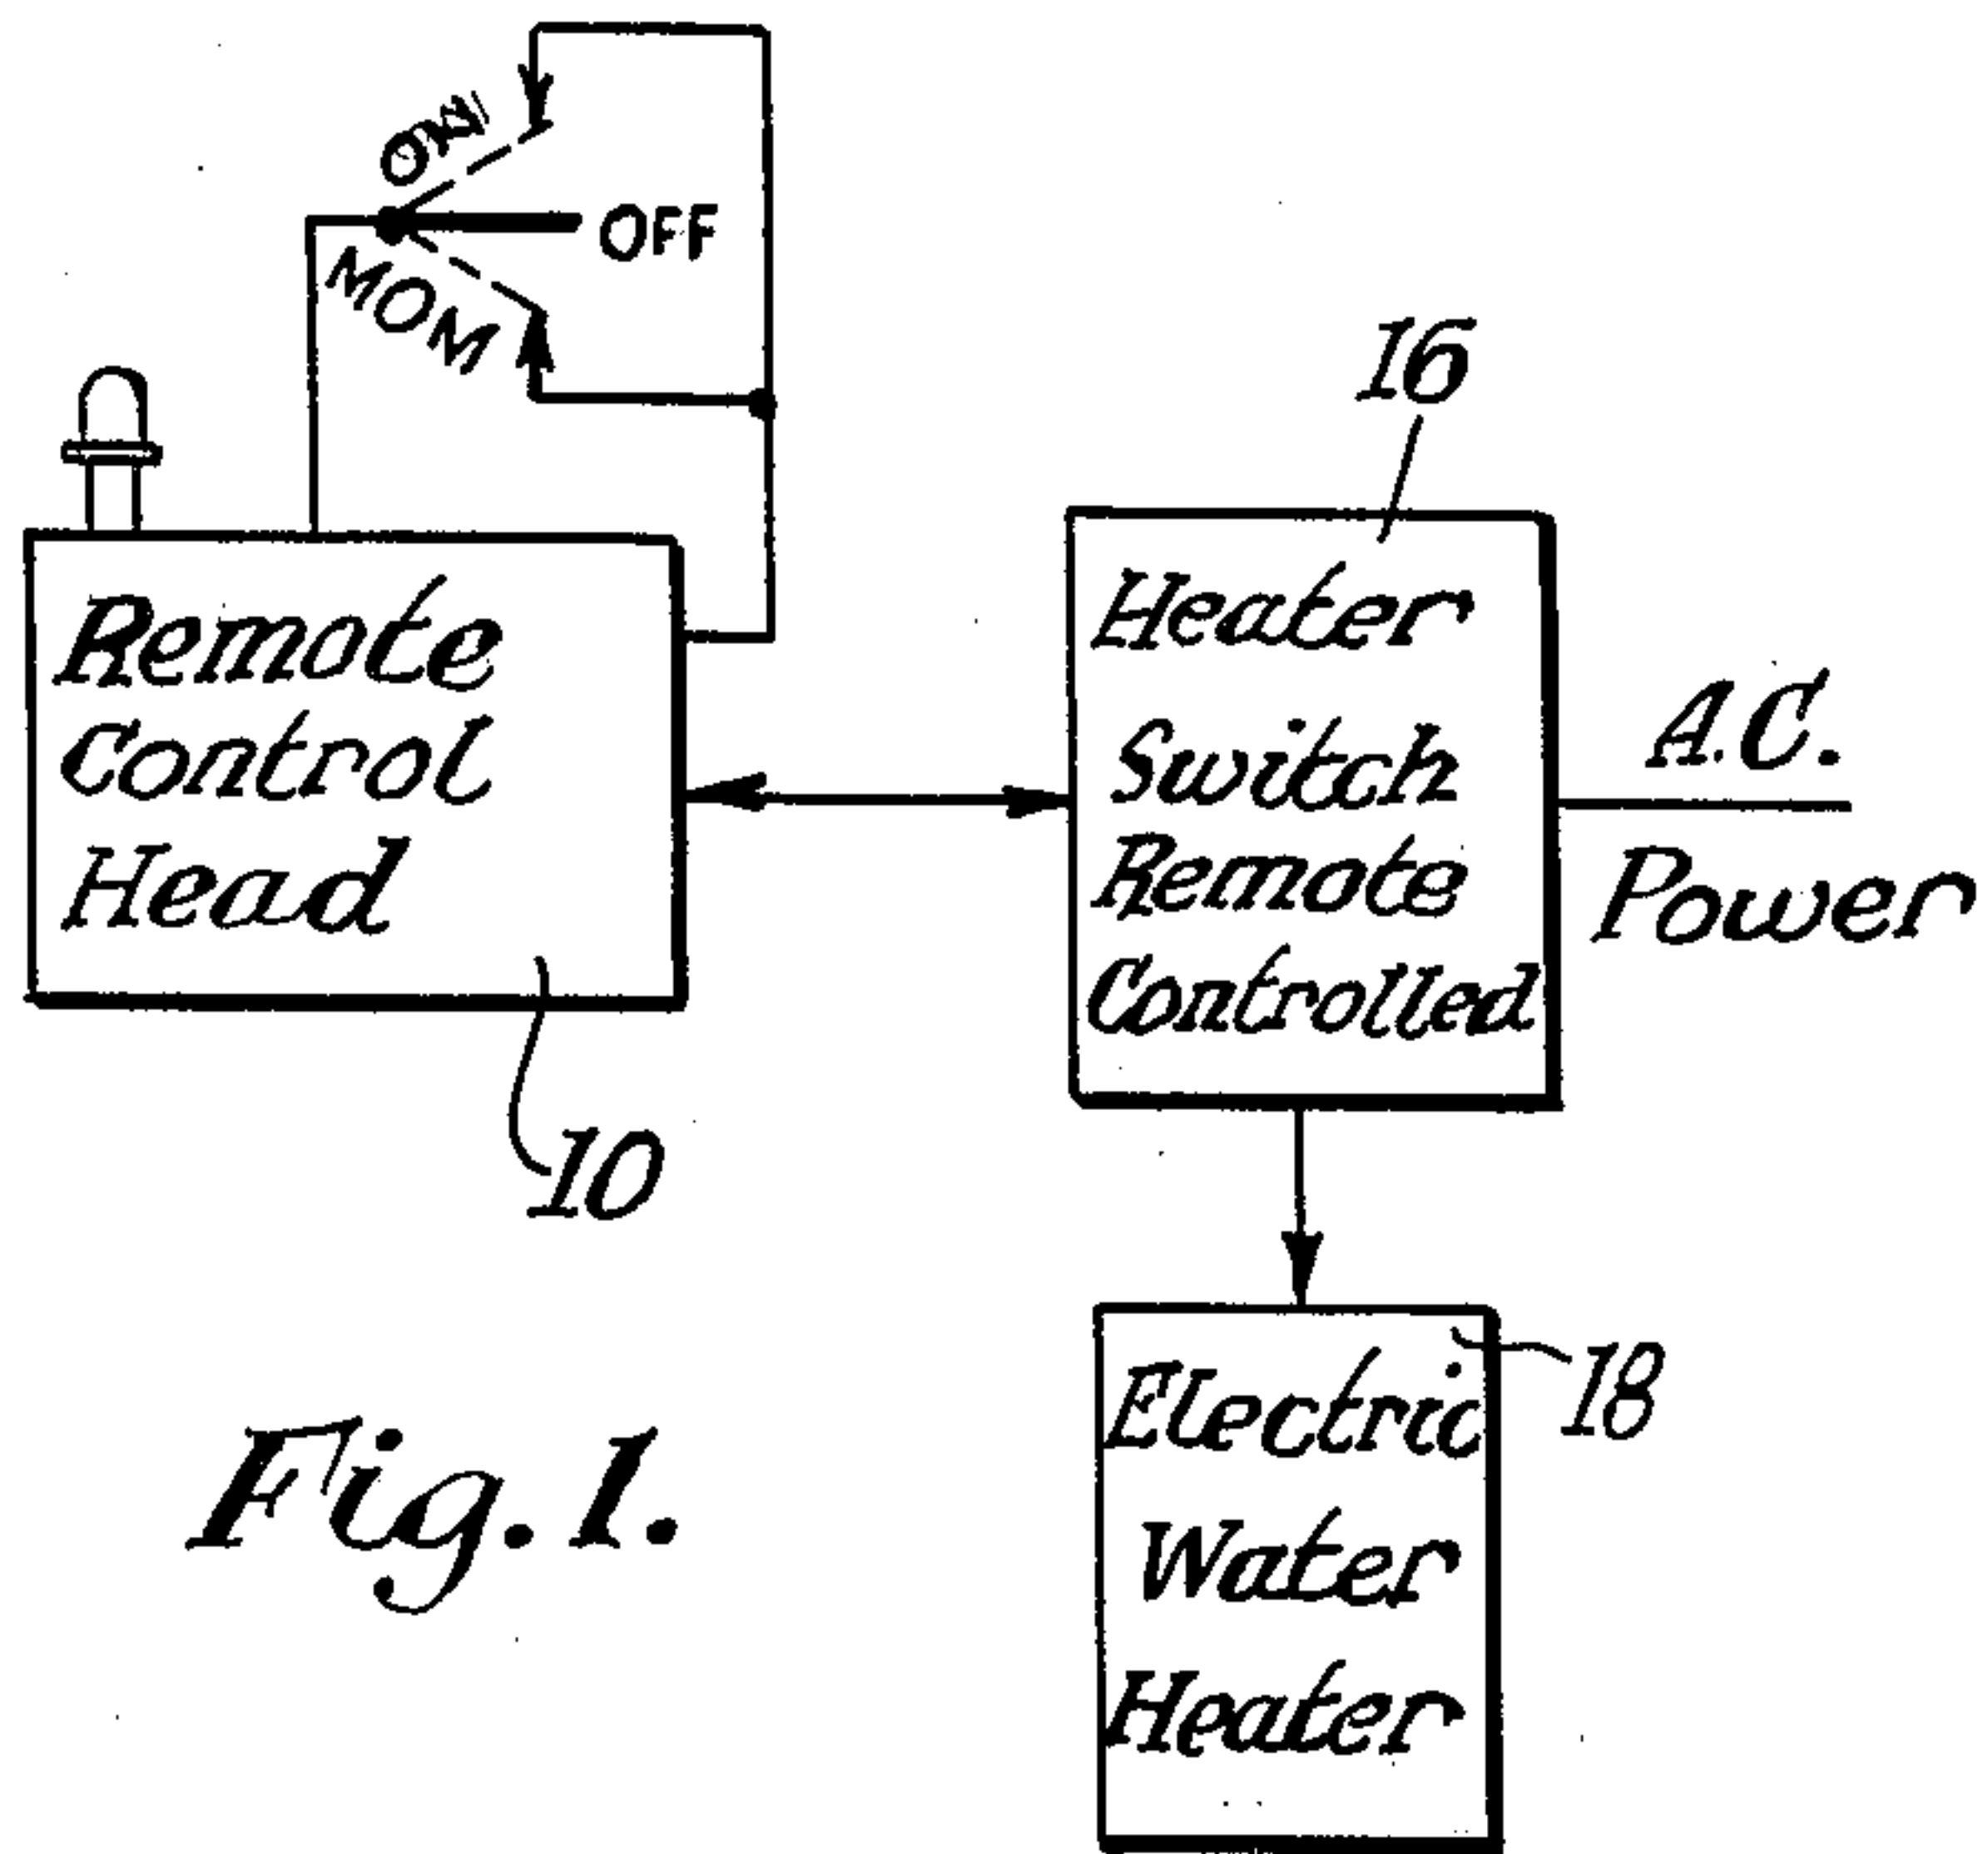 ON
OFF
MOM
16
Remote
Control
Head
10
Heater
Switch
Remote
Controlled
A.C.
Power
18
Electric
Water
Heater
Fig. 1.